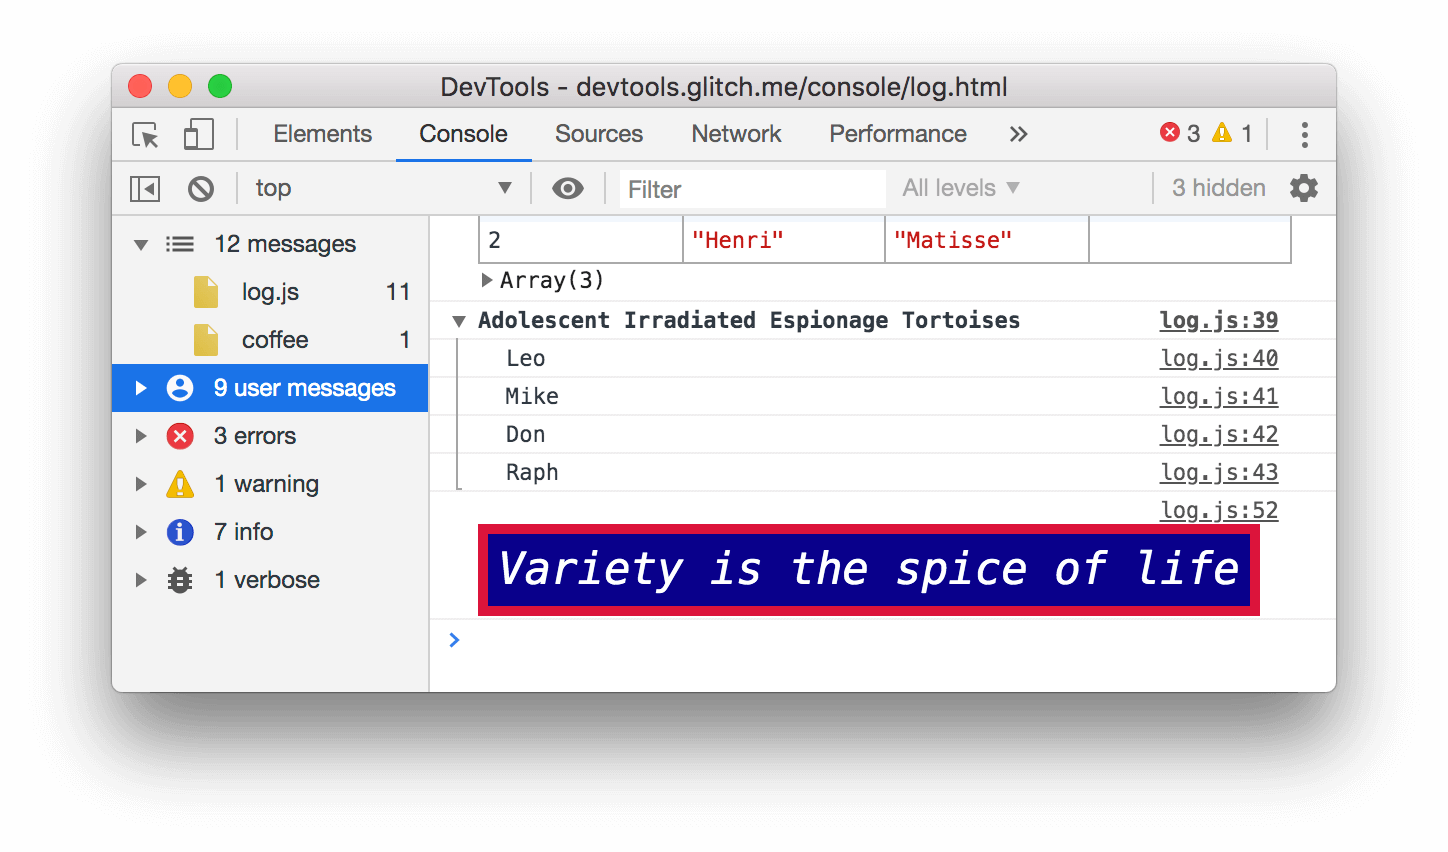 DevTools - devtools.glitch.me/console/log.html
Elements Console Sources Network Performance » 3 1
top Filter All levels 3 hidden
12 messages
log.js 11
coffee 1
9 user messages
3 errors
1 warning
7 info
1 verbose
2 "Henri" "Matisse"
Array(3)
Adolescent Irradiated Espionage Tortoises log.js:39
Leo log.js:40
Mike log.js:41
Don log.js:42
Raph log.js:43
log.js:52
Variety is the spice of life